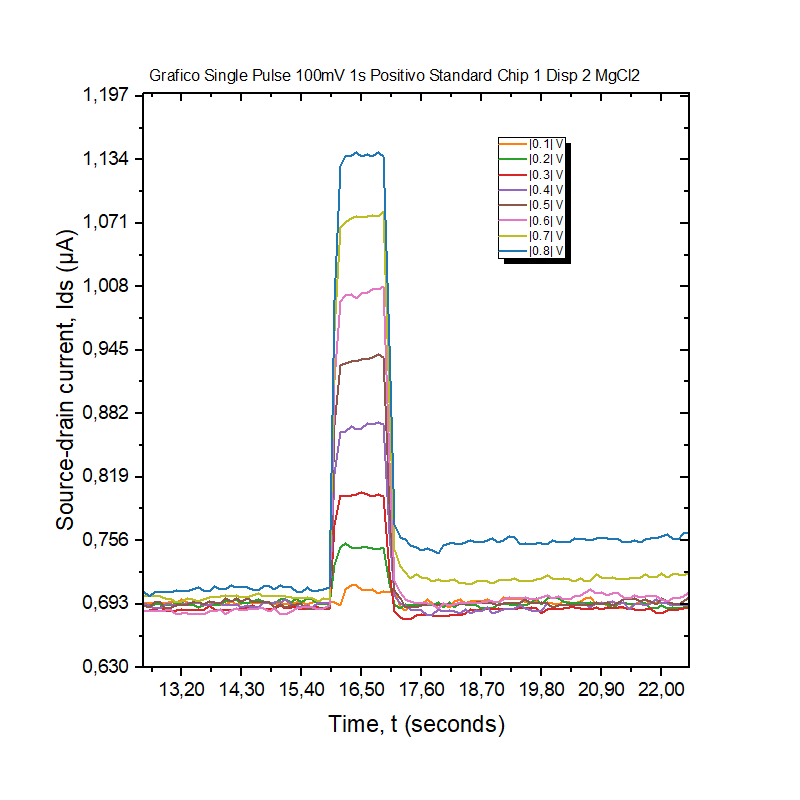 Grafico Single Pulse 100mV 1s Positivo Standard Chip 1 Disp 2 MgCl2
1,197
1,134
1,071
1,008
0,945
0,882
0,819
0,756
0,693
0,630
Source-drain current, Ids (μA)
|0.1| V
|0.2| V
|0.3| V
|0.4| V
|0.5| V
|0.6| V
|0.7| V
|0.8| V
13,20 14,30 15,40 16,50 17,60 18,70 19,80 20,90 22,00
Time, t (seconds)